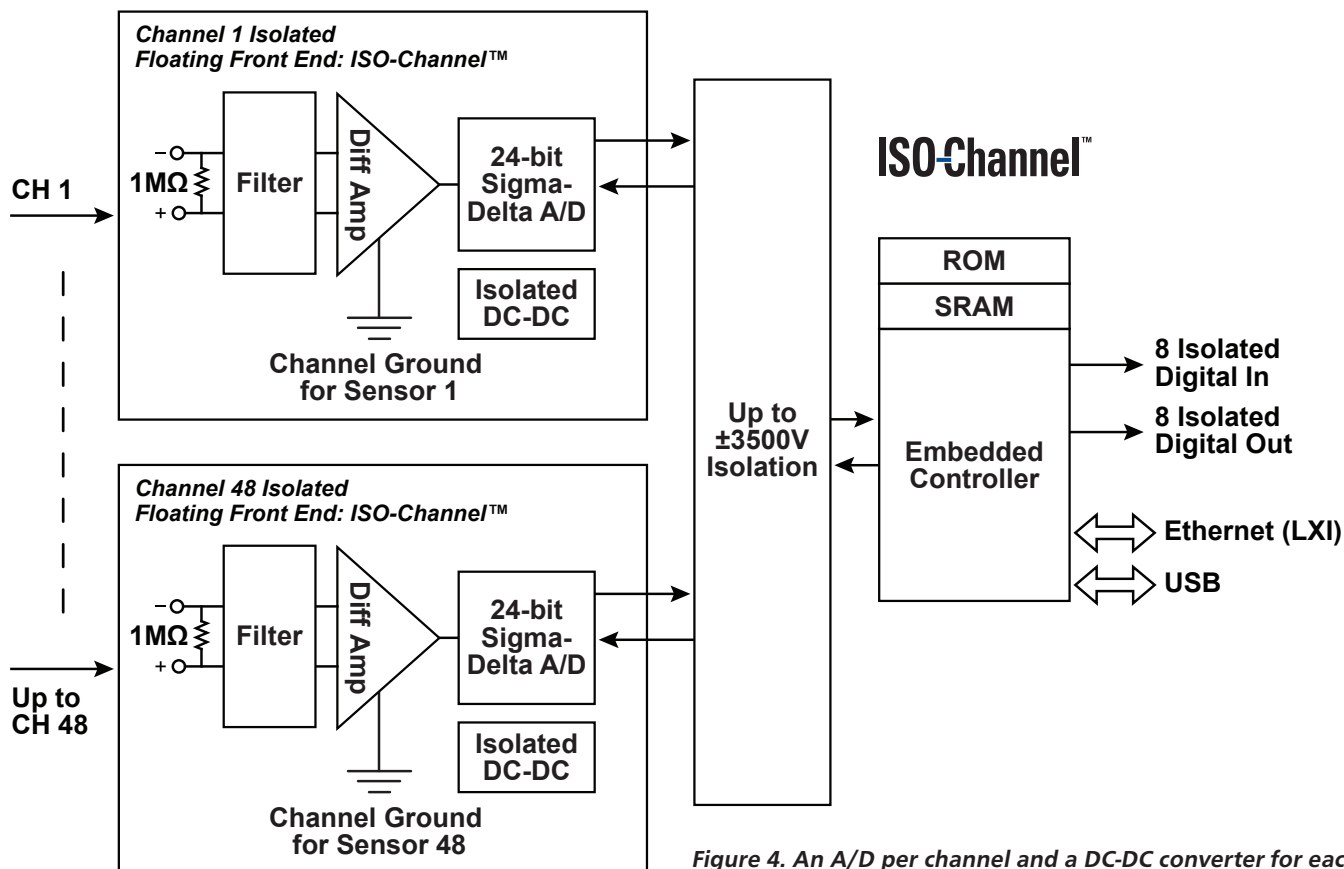 Channel 1 Isolated
Floating Front End: ISO-Channel™
CH 1
−
1MΩ
+
Filter
Diff Amp
24-bit
Sigma-
Delta A/D
Isolated
DC-DC
Channel Ground
for Sensor 1
Channel 48 Isolated
Floating Front End: ISO-Channel™
Up to
CH 48
−
1MΩ
+
Filter
Diff Amp
24-bit
Sigma-
Delta A/D
Isolated
DC-DC
Channel Ground
for Sensor 48
Up to
±3500V
Isolation
ISO-Channel™
ROM
SRAM
Embedded
Controller
8 Isolated
Digital In
8 Isolated
Digital Out
Ethernet (LXI)
USB
Figure 4. An A/D per channel and a DC-DC converter for eac